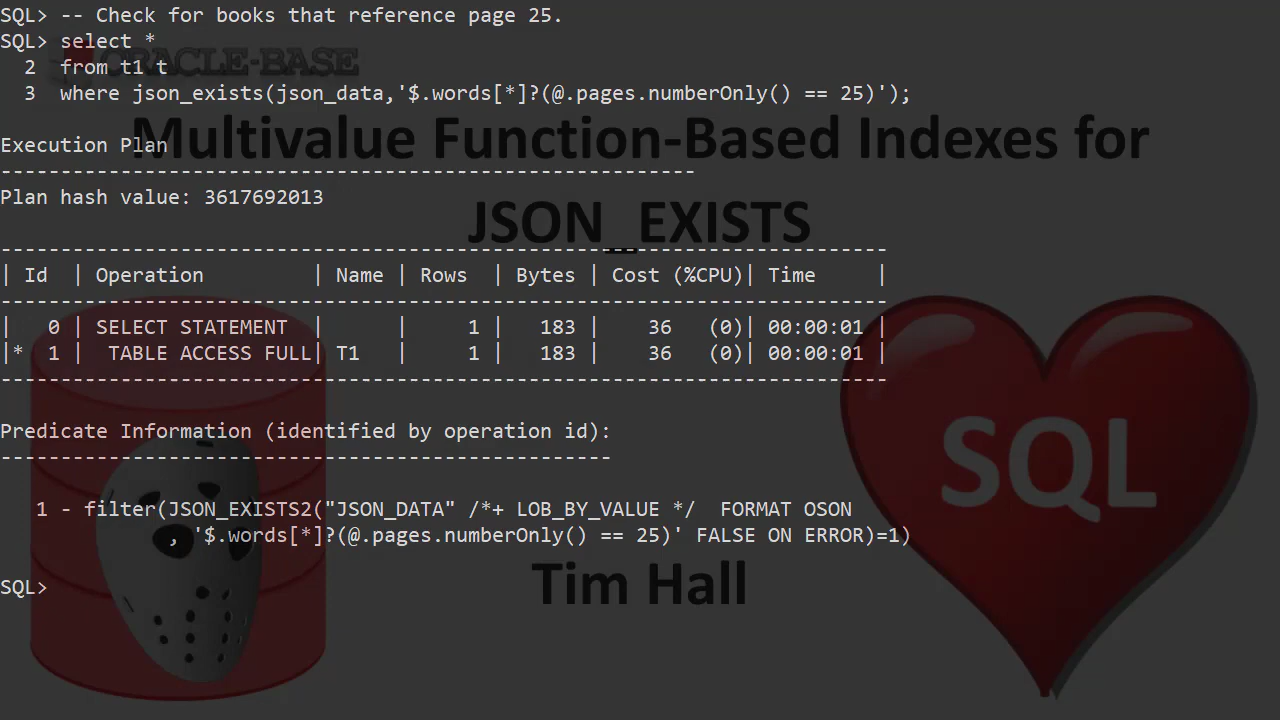 SQL> -- Check for books that reference page 25.
SQL> select *
  2  from t1 t
  3  where json_exists(json_data,'$.words[*]?(@.pages.numberOnly() == 25)');
ORACLE-BASE
Multivalue Function-Based Indexes for
JSON_EXISTS
Execution Plan
----------------------------------------------------------
Plan hash value: 3617692013
--------------------------------------------------------------------------
| Id  | Operation         | Name | Rows  | Bytes | Cost (%CPU)| Time     |
--------------------------------------------------------------------------
|   0 | SELECT STATEMENT  |      |     1 |   183 |    36   (0)| 00:00:01 |
|*  1 |  TABLE ACCESS FULL| T1   |     1 |   183 |    36   (0)| 00:00:01 |
--------------------------------------------------------------------------
Predicate Information (identified by operation id):
---------------------------------------------------
   1 - filter(JSON_EXISTS2("JSON_DATA" /*+ LOB_BY_VALUE */  FORMAT OSON
              , '$.words[*]?(@.pages.numberOnly() == 25)' FALSE ON ERROR)=1)
SQL
Tim Hall
SQL>